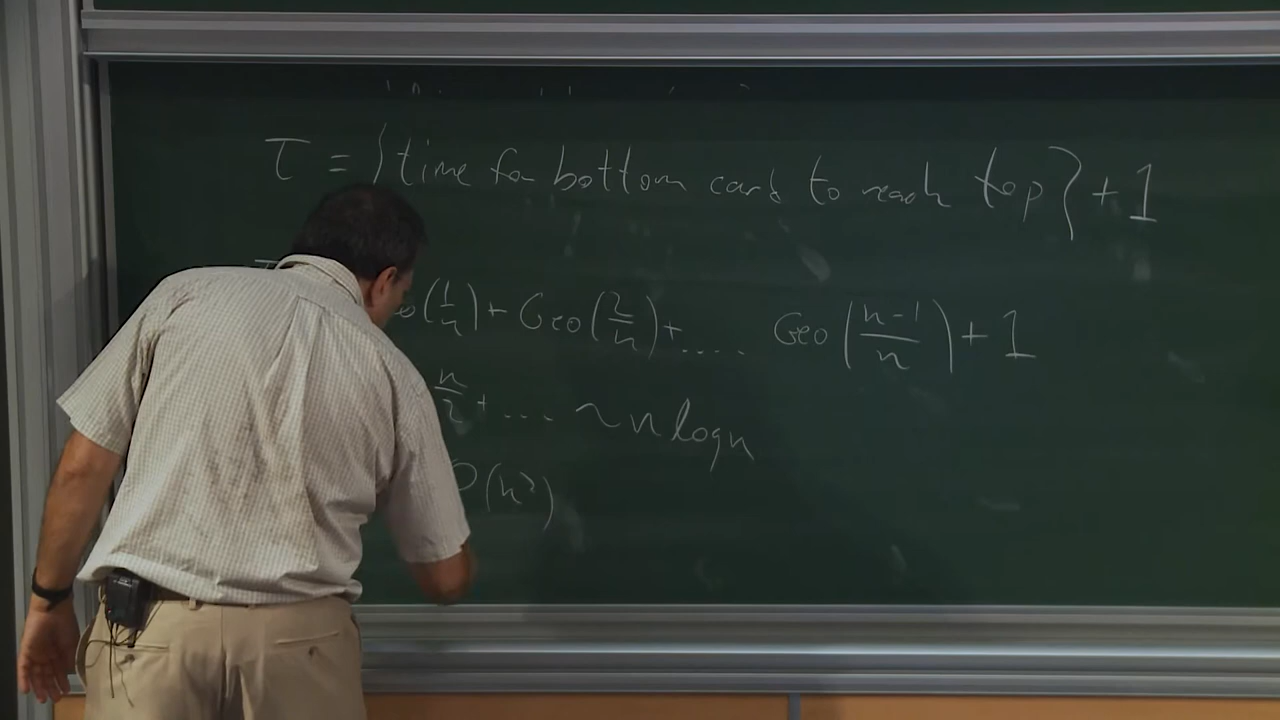 τ = {time for bottom card to reach top} + 1
eo(1/n) + Geo(2/n) + ..... Geo((n-1)/n) + 1
n/2 + .... ~ n log n
O(n²)